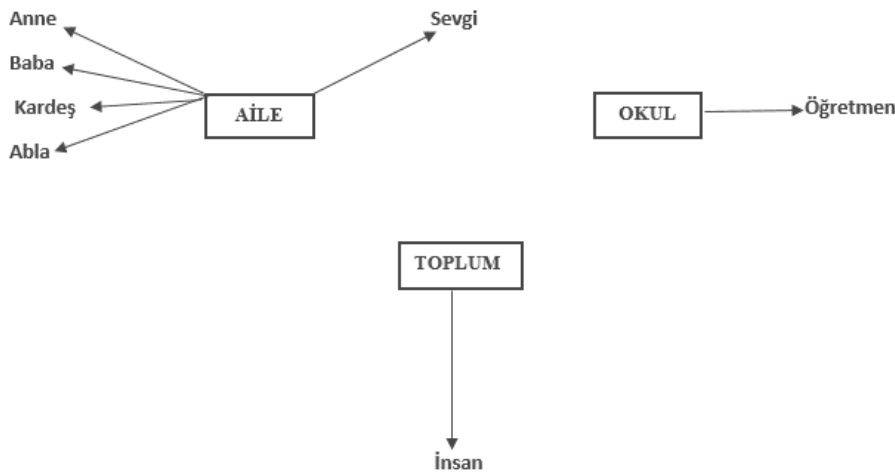 Anne
Baba
Kardeş
Abla
AİLE
Sevgi
OKUL
Öğretmen
TOPLUM
İnsan